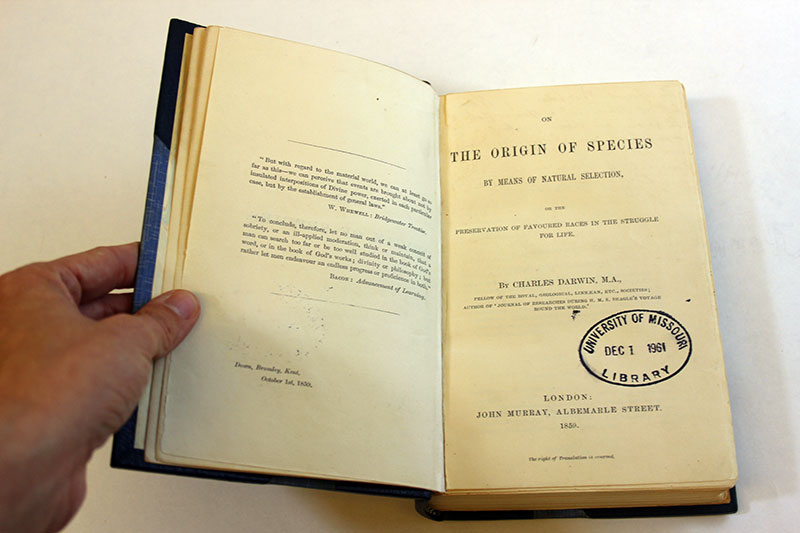 "But with regard to the material world, we can at least go so
far as this—we can perceive that events are brought about not by
insulated interpositions of Divine power, exerted in each particular
case, but by the establishment of general laws."
W. WHEWELL: Bridgewater Treatise.
"To conclude, therefore, let no man out of a weak conceit of
sobriety, or an ill-applied moderation, think or maintain, that a
man can search too far or be too well studied in the book of God's
word, or in the book of God's works; divinity or philosophy; but
rather let men endeavour an endless progress or proficience in both."
BACON: Advancement of Learning.
Down, Bromley, Kent,
October 1st, 1859.
ON
THE ORIGIN OF SPECIES
BY MEANS OF NATURAL SELECTION,
OR THE
PRESERVATION OF FAVOURED RACES IN THE STRUGGLE
FOR LIFE.
BY CHARLES DARWIN, M.A.,
FELLOW OF THE ROYAL, GEOLOGICAL, LINNÆAN, ETC., SOCIETIES;
AUTHOR OF 'JOURNAL OF RESEARCHES DURING H. M. S. BEAGLE'S VOYAGE
ROUND THE WORLD.'
UNIVERSITY OF MISSOURI
DEC 1 1961
LIBRARY
LONDON:
JOHN MURRAY, ALBEMARLE STREET.
1859.
The right of Translation is reserved.